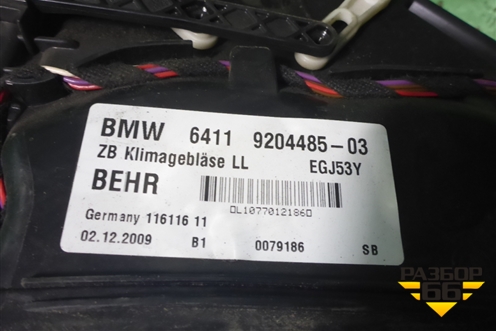 BMW 6411 9204485-03
ZB Klimagebläse LL EGJ53Y
BEHR
DL1077012186D
Germany 116116 11
02.12.2009 B1 0079186 SB
РАЗБОР
66